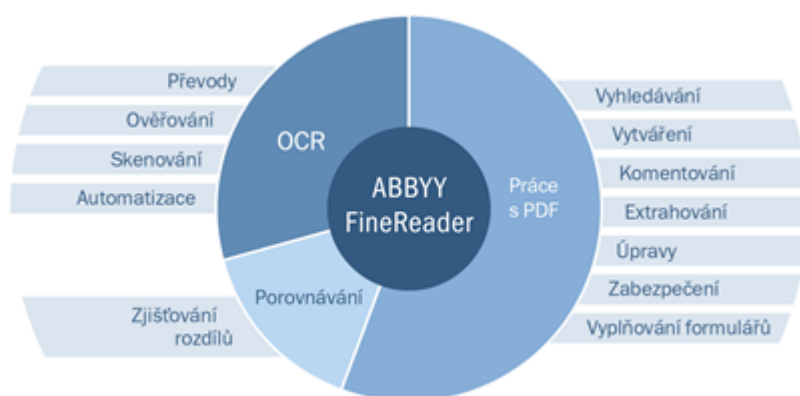 Převody
Ověřování
Skenování
Automatizace
OCR
Zjišťování
rozdílů
Porovnávání
ABBYY
FineReader
Práce
s PDF
Vyhledávání
Vytváření
Komentování
Extrahování
Úpravy
Zabezpečení
Vyplňování formulářů